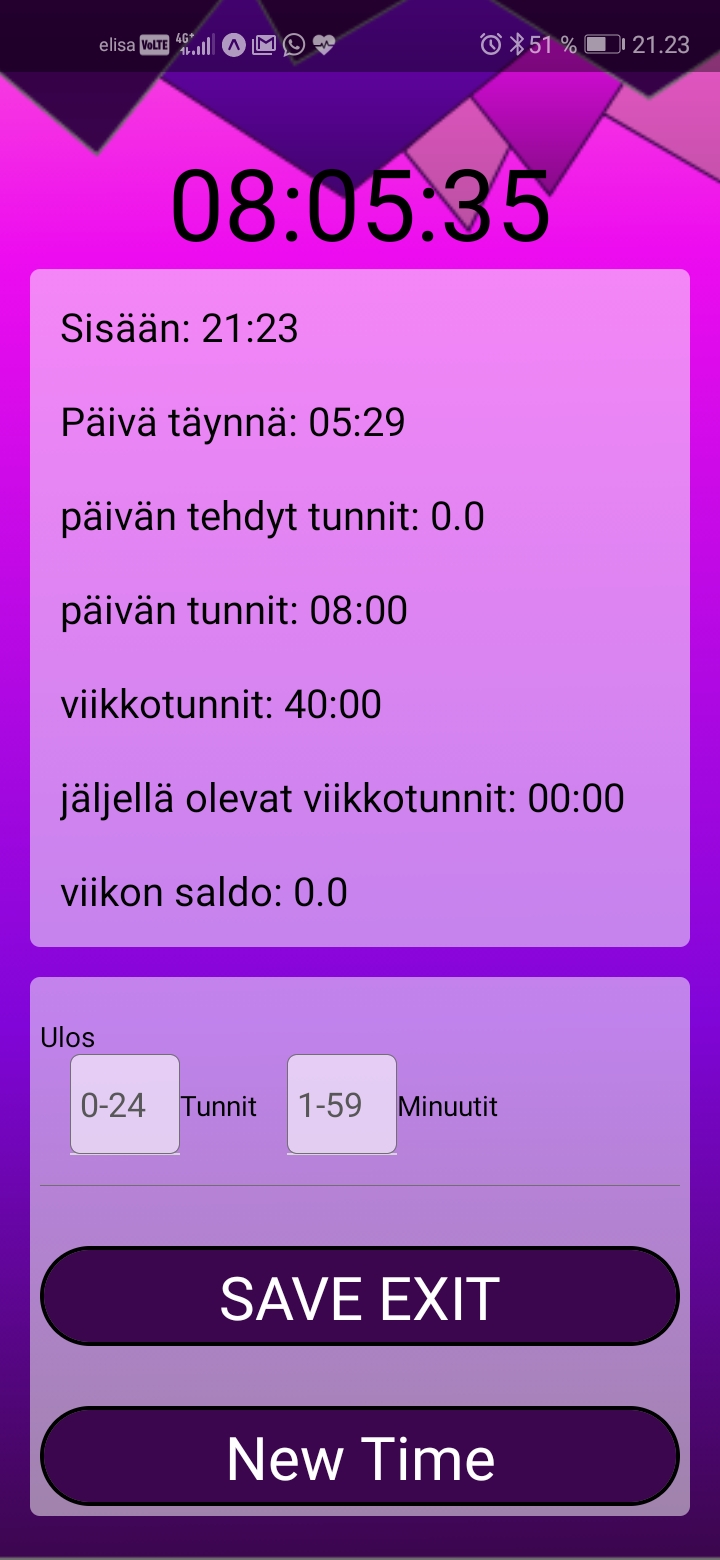 elisa VoLTE 4G+ 51 % 21.23
08:05:35
Sisään: 21:23
Päivä täynnä: 05:29
päivän tehdyt tunnit: 0.0
päivän tunnit: 08:00
viikkotunnit: 40:00
jäljellä olevat viikkotunnit: 00:00
viikon saldo: 0.0
Ulos
0-24 Tunnit 1-59 Minuutit
SAVE EXIT
New Time